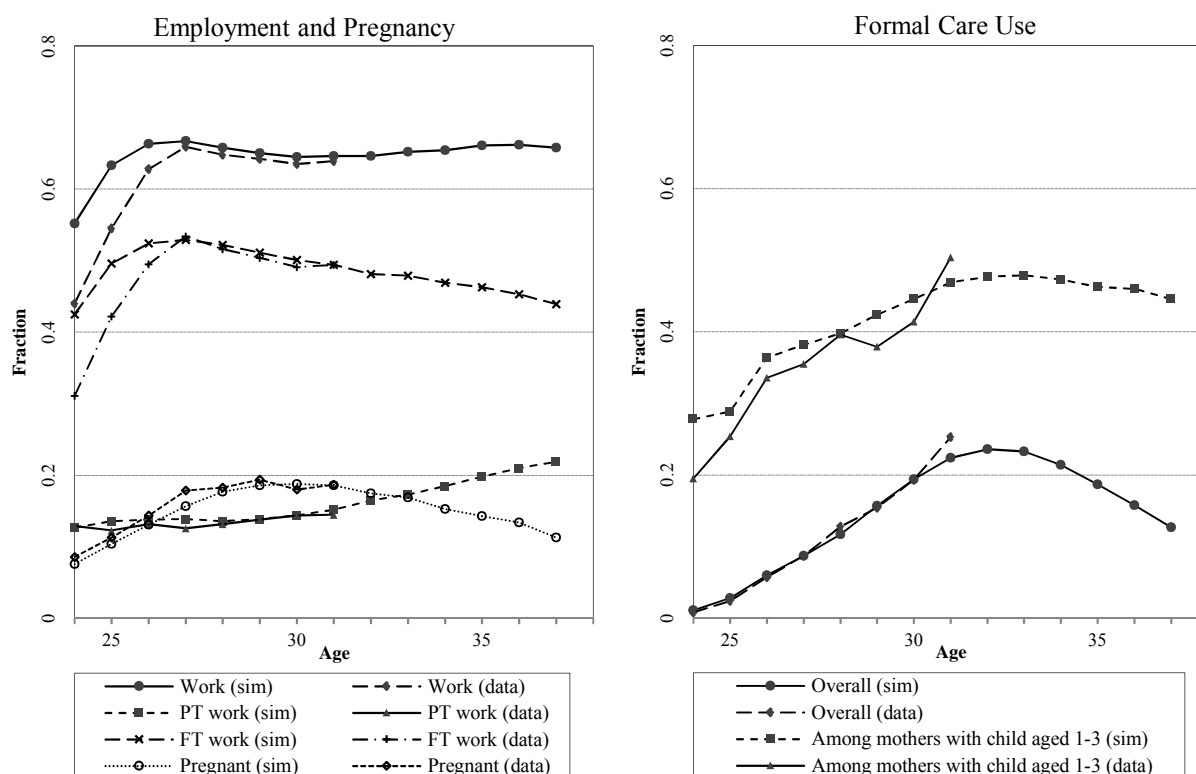 Employment and Pregnancy
0.8
0.6
0.4
0.2
0
Fraction
25 30 35
Age
Work (sim) Work (data)
PT work (sim) PT work (data)
FT work (sim) FT work (data)
Pregnant (sim) Pregnant (data)
Formal Care Use
0.8
0.6
0.4
0.2
0
Fraction
25 30 35
Age
Overall (sim)
Overall (data)
Among mothers with child aged 1-3 (sim)
Among mothers with child aged 1-3 (data)